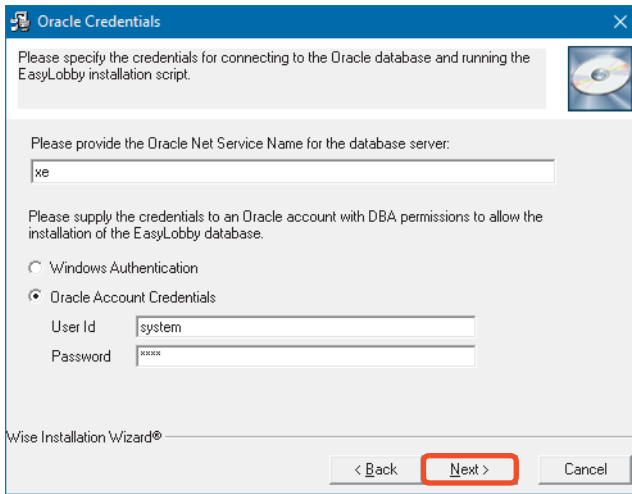 Oracle Credentials
Please specify the credentials for connecting to the Oracle database and running the
EasyLobby installation script.
Please provide the Oracle Net Service Name for the database server:
xe
Please supply the credentials to an Oracle account with DBA permissions to allow the
installation of the EasyLobby database.
Windows Authentication
Oracle Account Credentials
User Id system
Password ****
Wise Installation Wizard®
< Back Next > Cancel